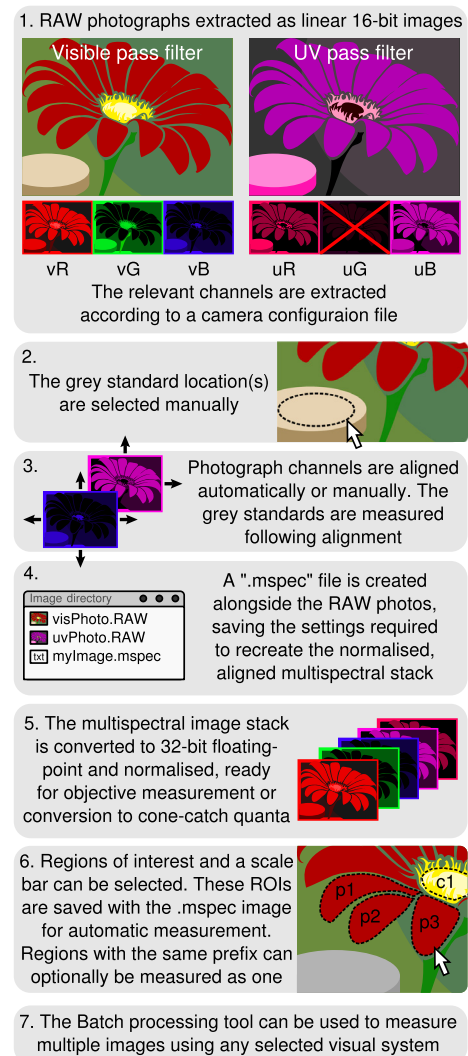 1. RAW photographs extracted as linear 16-bit images
Visible pass filter
UV pass filter
vR vG vB uR uG uB
The relevant channels are extracted
according to a camera configuraion file
2.
The grey standard location(s)
are selected manually
3.
Photograph channels are aligned
automatically or manually. The
grey standards are measured
following alignment
4.
Image directory
visPhoto.RAW
uvPhoto.RAW
txt myImage.mspec
A ".mspec" file is created
alongside the RAW photos,
saving the settings required
to recreate the normalised,
aligned multispectral stack
5. The multispectral image stack
is converted to 32-bit floating-
point and normalised, ready
for objective measurement or
conversion to cone-catch quanta
6. Regions of interest and a scale
bar can be selected. These ROIs
are saved with the .mspec image
for automatic measurement.
Regions with the same prefix can
optionally be measured as one
p1
p2
p3
c1
7. The Batch processing tool can be used to measure
multiple images using any selected visual system